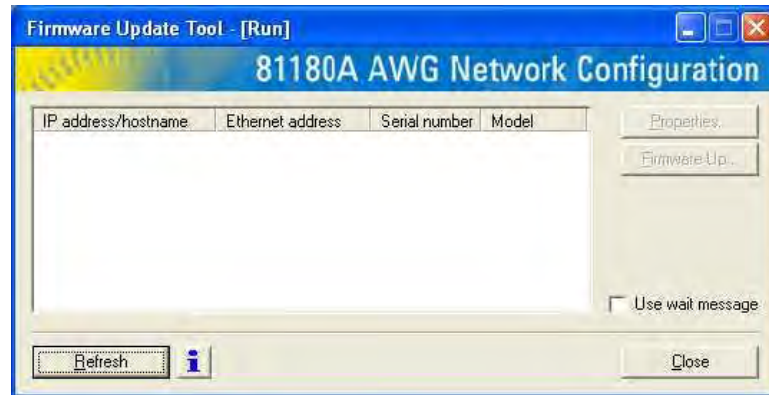 Firmware Update Tool - [Run]
81180A AWG Network Configuration
IP address/hostname Ethernet address Serial number Model
Properties...
Firmware Up...
Use wait message
Refresh i Close